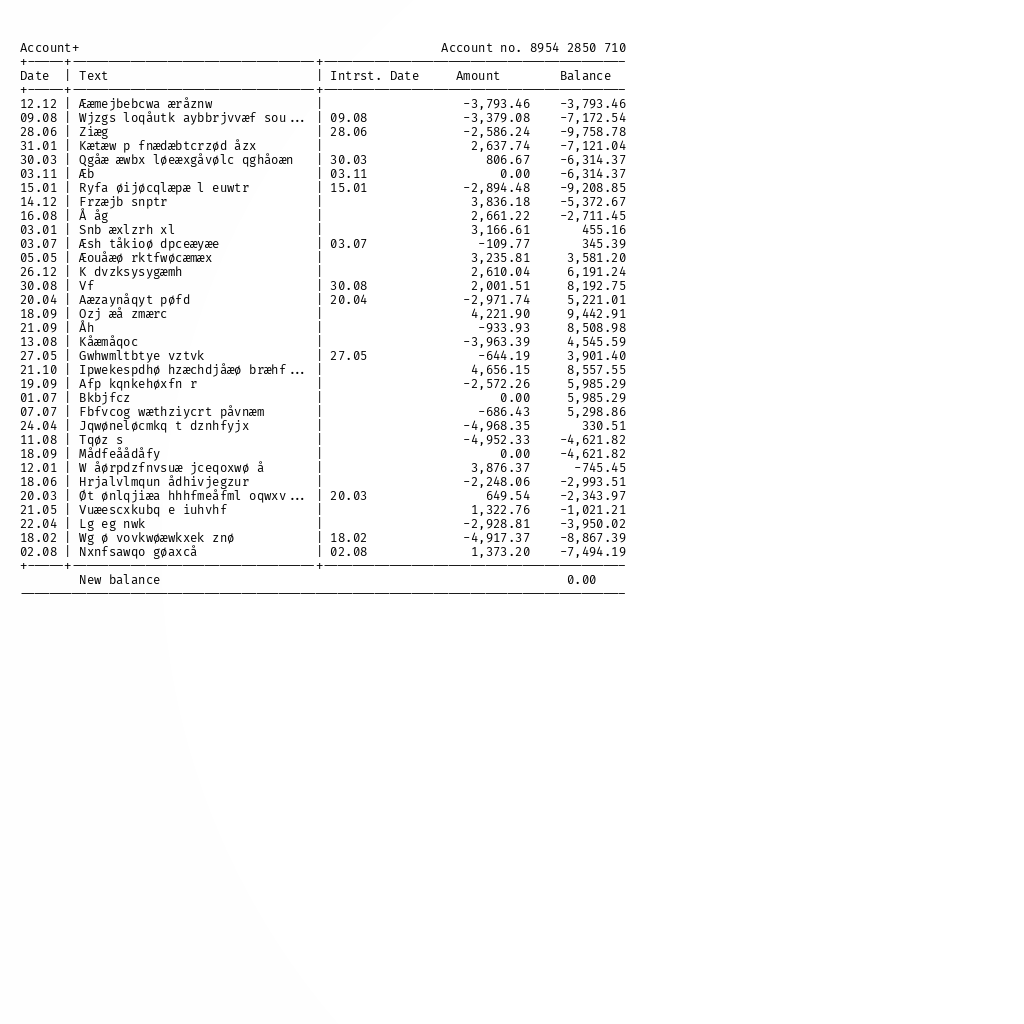 Account+ Account no. 8954 2850 710
+-----+---------------------------------+-----------------------------------------
Date | Text | Intrst. Date Amount Balance
+-----+---------------------------------+-----------------------------------------
12.12 | Ææmejbebcwa æråznw | -3,793.46 -3,793.46
09.08 | Wjzgs loqåutk aybbrjvvæf sou... | 09.08 -3,379.08 -7,172.54
28.06 | Ziæg | 28.06 -2,586.24 -9,758.78
31.01 | Kætæw p fnædæbtcrzød åzx | 2,637.74 -7,121.04
30.03 | Qgåæ æwbx løeæxgåvølc qghåoæn | 30.03 806.67 -6,314.37
03.11 | Æb | 03.11 0.00 -6,314.37
15.01 | Ryfa øijøcqlæpæ l euwtr | 15.01 -2,894.48 -9,208.85
14.12 | Frzæjb snptr | 3,836.18 -5,372.67
16.08 | Å åg | 2,661.22 -2,711.45
03.01 | Snb æxlzrh xl | 3,166.61 455.16
03.07 | Æsh tåkioø dpceæyæe | 03.07 -109.77 345.39
05.05 | Æouåæø rktfwøcæmæx | 3,235.81 3,581.20
26.12 | K dvzksysygæmh | 2,610.04 6,191.24
30.08 | Vf | 30.08 2,001.51 8,192.75
20.04 | Aæzaynåqyt pøfd | 20.04 -2,971.74 5,221.01
18.09 | Ozj æå zmærc | 4,221.90 9,442.91
21.09 | Åh | -933.93 8,508.98
13.08 | Kåæmåqoc | -3,963.39 4,545.59
27.05 | Gwhwmltbtye vztvk | 27.05 -644.19 3,901.40
21.10 | Ipwekespdhø hzæchdjåæø bræhf... | 4,656.15 8,557.55
19.09 | Afp kqnkehøxfn r | -2,572.26 5,985.29
01.07 | Bkbjfcz | 0.00 5,985.29
07.07 | Fbfvcog wæthziycrt påvnæm | -686.43 5,298.86
24.04 | Jqwøneløcmkq t dznhfyjx | -4,968.35 330.51
11.08 | Tqøz s | -4,952.33 -4,621.82
18.09 | Mådfeåådåfy | 0.00 -4,621.82
12.01 | W åørpdzfnvsuæ jceqoxwø å | 3,876.37 -745.45
18.06 | Hrjalvlmqun ådhivjegzur | -2,248.06 -2,993.51
20.03 | Øt ønlqjiæa hhhfmeåfml oqwxv... | 20.03 649.54 -2,343.97
21.05 | Vuæescxkubq e iuhvhf | 1,322.76 -1,021.21
22.04 | Lg eg nwk | -2,928.81 -3,950.02
18.02 | Wg ø vovkwøæwkxek znø | 18.02 -4,917.37 -8,867.39
02.08 | Nxnfsawqo gøaxcå | 02.08 1,373.20 -7,494.19
+-----+---------------------------------+-----------------------------------------
New balance 0.00
----------------------------------------------------------------------------------